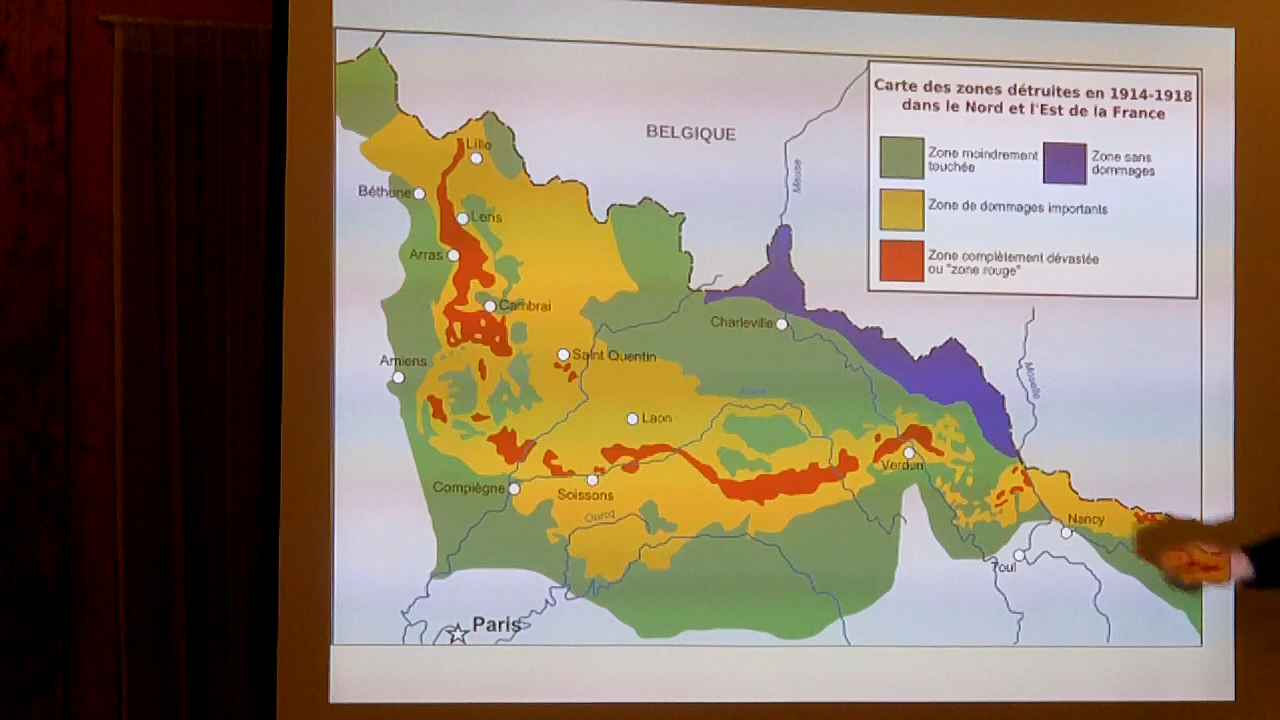 Carte des zones détruites en 1914-1918
dans le Nord et l'Est de la France
Zone moindrement
touchée
Zone sans
dommages
Zone de dommages importants
Zone complètement dévastée
ou "zone rouge"
BELGIQUE
Meuse
Lille
Béthune
Lens
Arras
Cambrai
Charleville
Saint Quentin
Amiens
Moselle
Aisne
Laon
Verdun
Compiègne
Soissons
Ourcq
Nancy
Toul
Paris